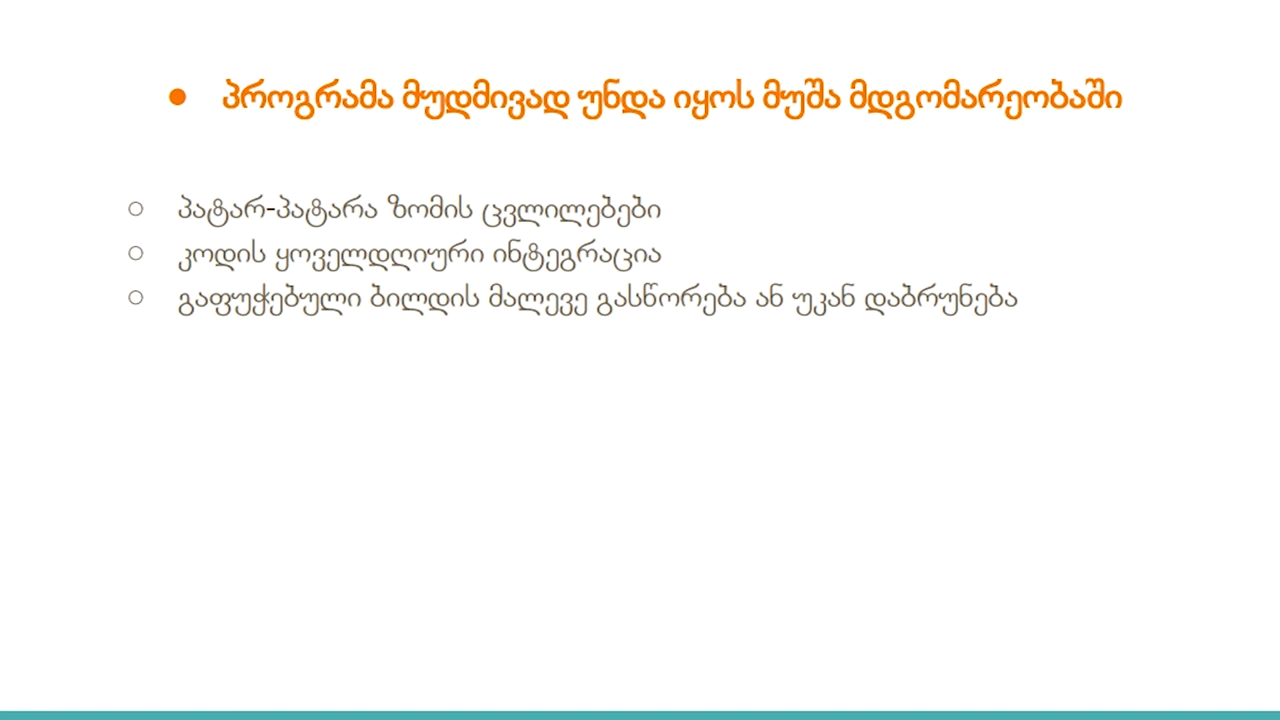 ● პროგრამა მუდმივად უნდა იყოს მუშა მდგომარეობაში
○ პატარ-პატარა ზომის ცვლილებები
○ კოდის ყოველდღიური ინტეგრაცია
○ გაფუჭებული ბილდის მალევე გასწორება ან უკან დაბრუნება